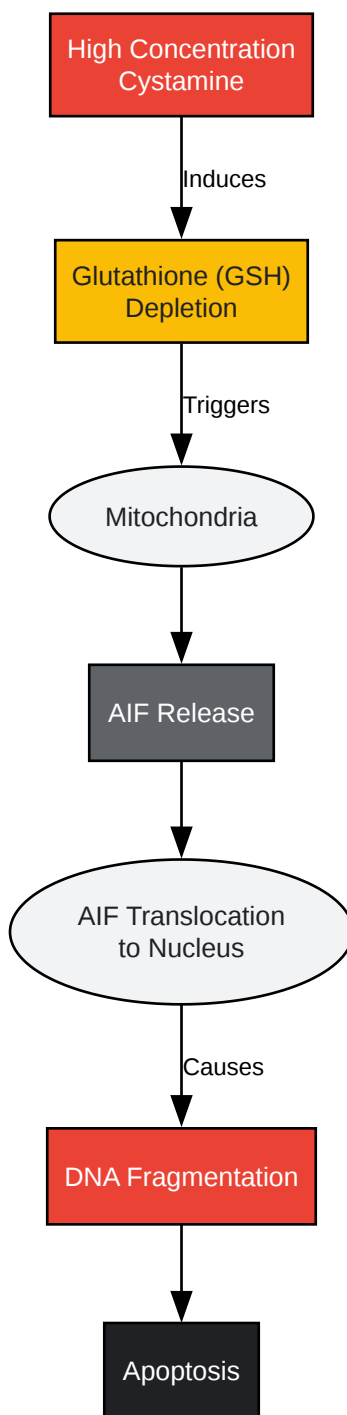 High Concentration
Cystamine
Induces
Glutathione (GSH)
Depletion
Triggers
Mitochondria
AIF Release
AIF Translocation
to Nucleus
Causes
DNA Fragmentation
Apoptosis